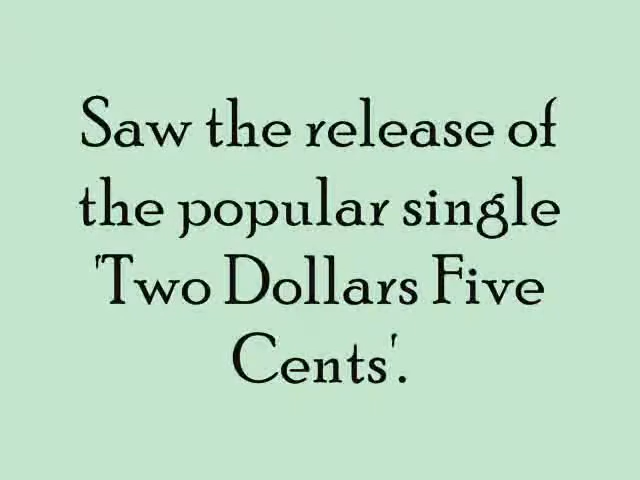 Saw the release of
the popular single
'Two Dollars Five
Cents'.